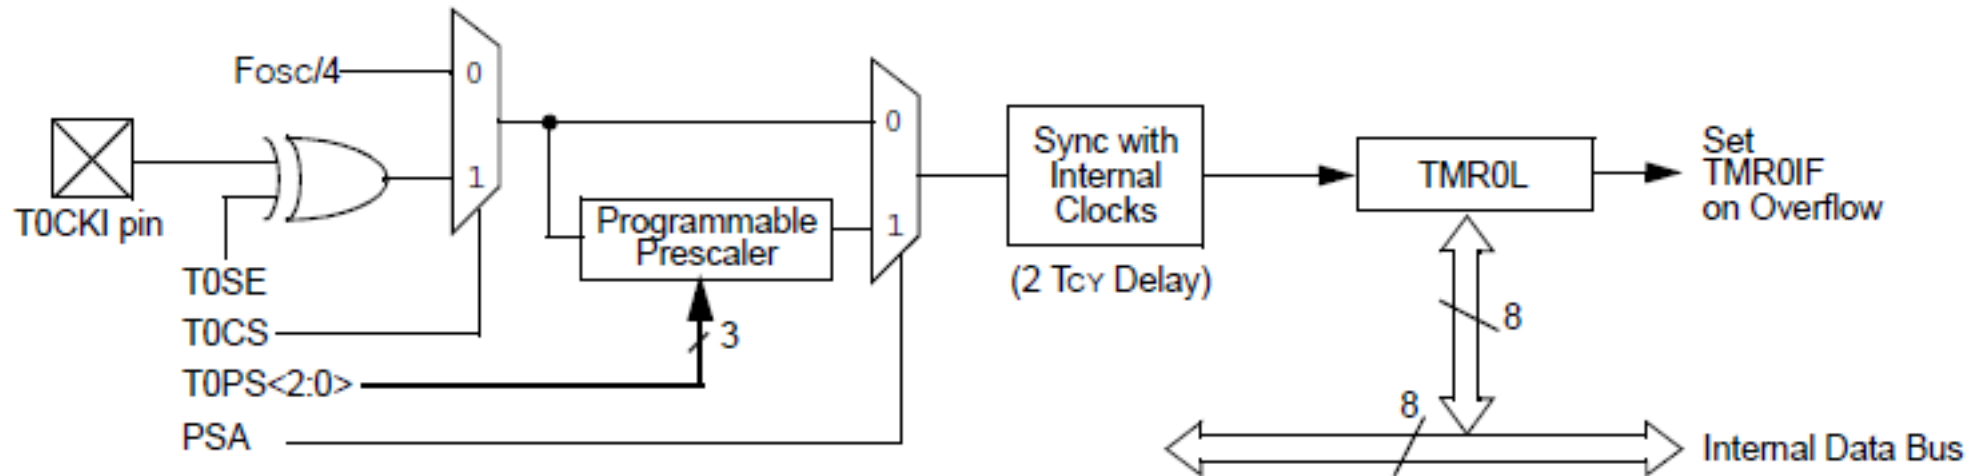 Fosc/4
0
1
T0CKI pin
T0SE
T0CS
T0PS<2:0>
PSA
Programmable
Prescaler
3
0
1
Sync with
Internal
Clocks
(2 TCY Delay)
TMR0L
Set
TMR0IF
on Overflow
8
8
Internal Data Bus